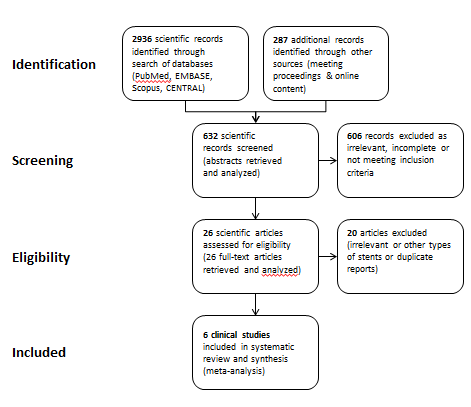 Identification
2936 scientific records
identified through
search of databases
(PubMed, EMBASE,
Scopus, CENTRAL)
287 additional records
identified through other
sources (meeting
proceedings & online
content)
Screening
632 scientific
records screened
(abstracts retrieved
and analyzed)
606 records excluded as
irrelevant, incomplete or
not meeting inclusion
criteria
Eligibility
26 scientific articles
assessed for eligibility
(26 full-text articles
retrieved and analyzed)
20 articles excluded
(irrelevant or other types
of stents or duplicate
reports)
Included
6 clinical studies
included in systematic
review and synthesis
(meta-analysis)